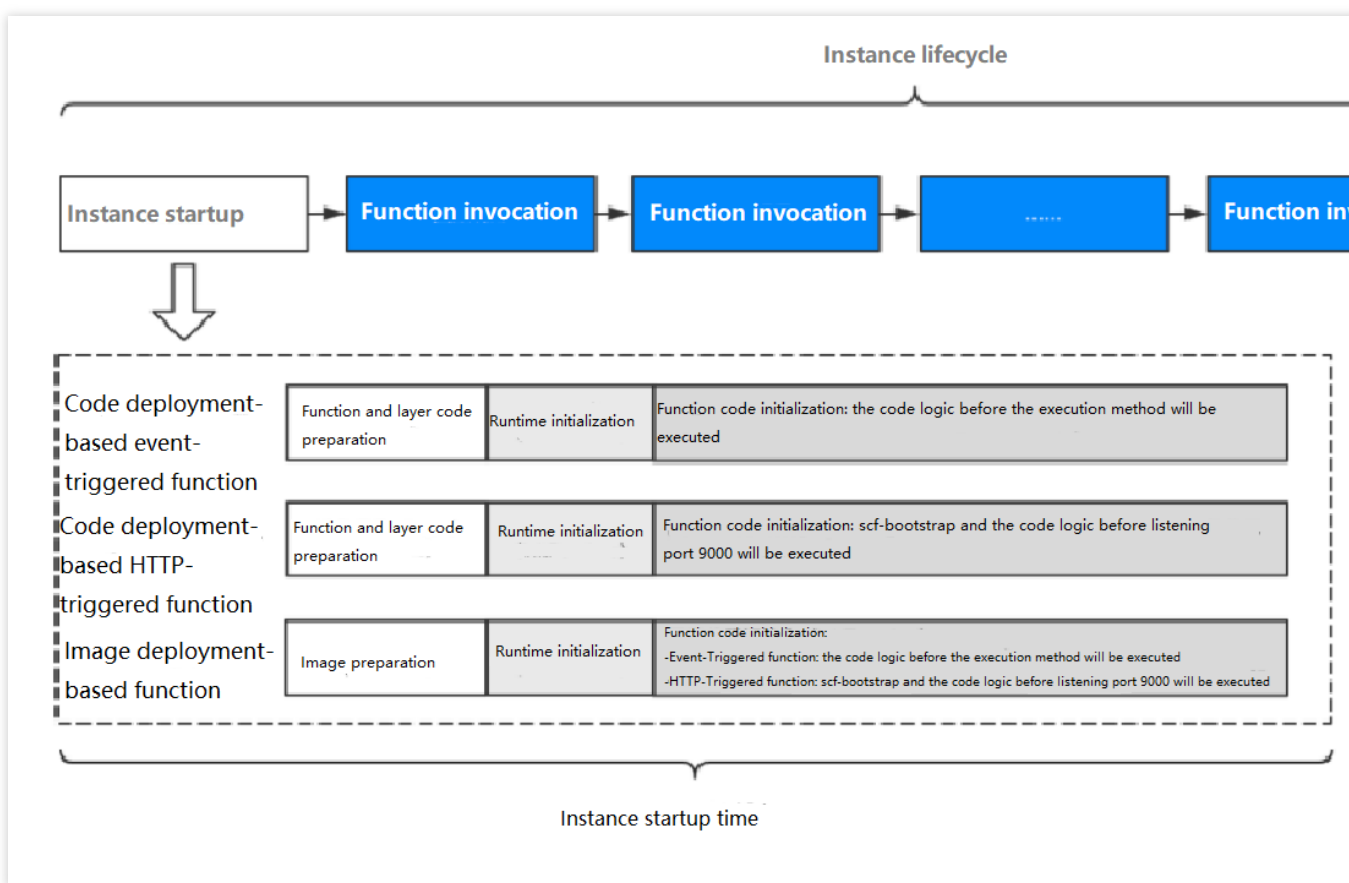 Instance lifecycle
Instance startup
Function invocation
Function invocation
......
Function inv
Code deployment-
based event-
triggered function
Function and layer code
preparation
Runtime initialization
Function code initialization: the code logic before the execution method will be
executed
Code deployment-
based HTTP-
triggered function
Function and layer code
preparation
Runtime initialization
Function code initialization: scf-bootstrap and the code logic before listening
port 9000 will be executed
Image deployment-
based function
Image preparation
Runtime initialization
Function code initialization:
-Event-Triggered function: the code logic before the execution method will be executed
-HTTP-Triggered function: scf-bootstrap and the code logic before listening port 9000 will be executed
Instance startup time